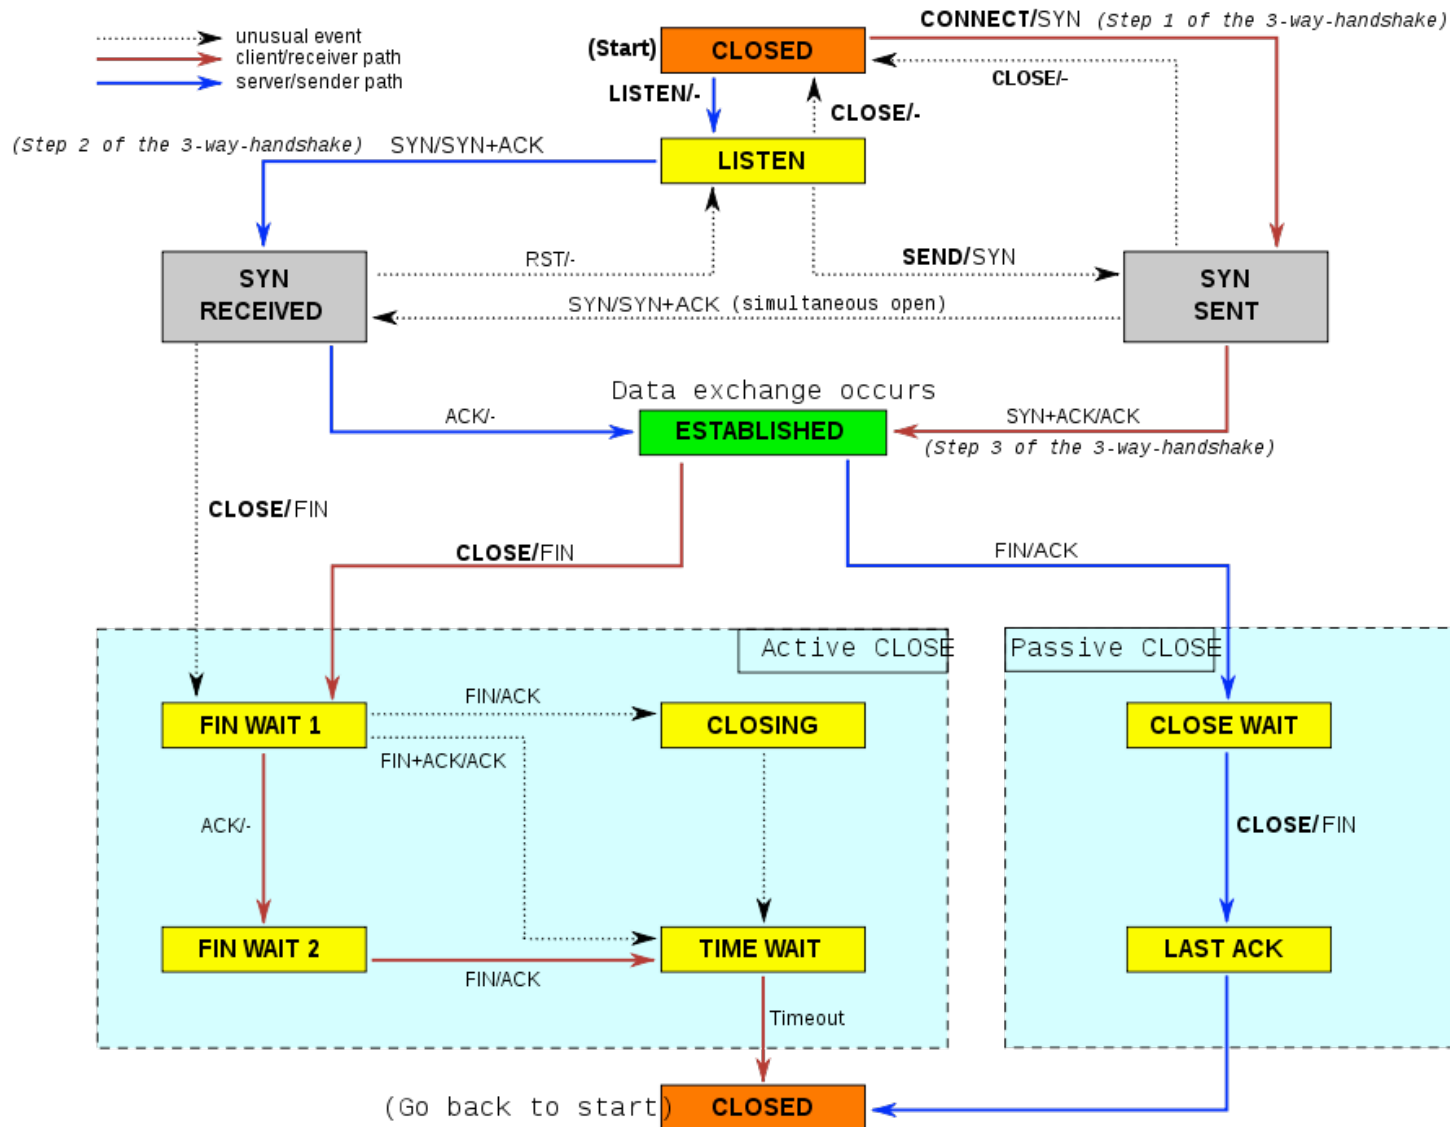 unusual event
client/receiver path
server/sender path
CONNECT/SYN (Step 1 of the 3-way-handshake)
(Start) CLOSED
CLOSE/-
LISTEN/-
CLOSE/-
(Step 2 of the 3-way-handshake) SYN/SYN+ACK
LISTEN
RST/-
SEND/SYN
SYN
RECEIVED
SYN
SENT
SYN/SYN+ACK (simultaneous open)
Data exchange occurs
ACK/-
ESTABLISHED
SYN+ACK/ACK
(Step 3 of the 3-way-handshake)
CLOSE/FIN
CLOSE/FIN
FIN/ACK
Active CLOSE
Passive CLOSE
FIN WAIT 1
FIN/ACK
CLOSING
CLOSE WAIT
FIN+ACK/ACK
ACK/-
CLOSE/FIN
FIN WAIT 2
FIN/ACK
TIME WAIT
LAST ACK
Timeout
(Go back to start) CLOSED